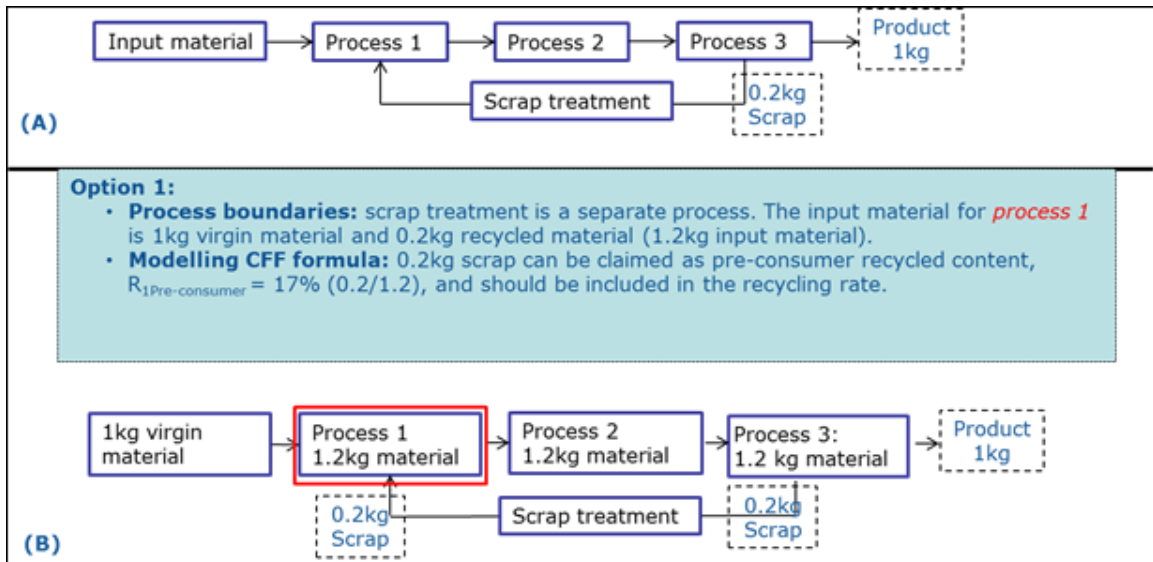 Input material
Process 1
Process 2
Process 3
Product
1kg
Scrap treatment
0.2kg
Scrap
(A)
Option 1:
• Process boundaries: scrap treatment is a separate process. The input material for process 1
is 1kg virgin material and 0.2kg recycled material (1.2kg input material).
• Modelling CFF formula: 0.2kg scrap can be claimed as pre-consumer recycled content,
R1Pre-consumer = 17% (0.2/1.2), and should be included in the recycling rate.
1kg virgin
material
Process 1
1.2kg material
Process 2
1.2kg material
Process 3:
1.2 kg material
Product
1kg
0.2kg
Scrap
Scrap treatment
0.2kg
Scrap
(B)